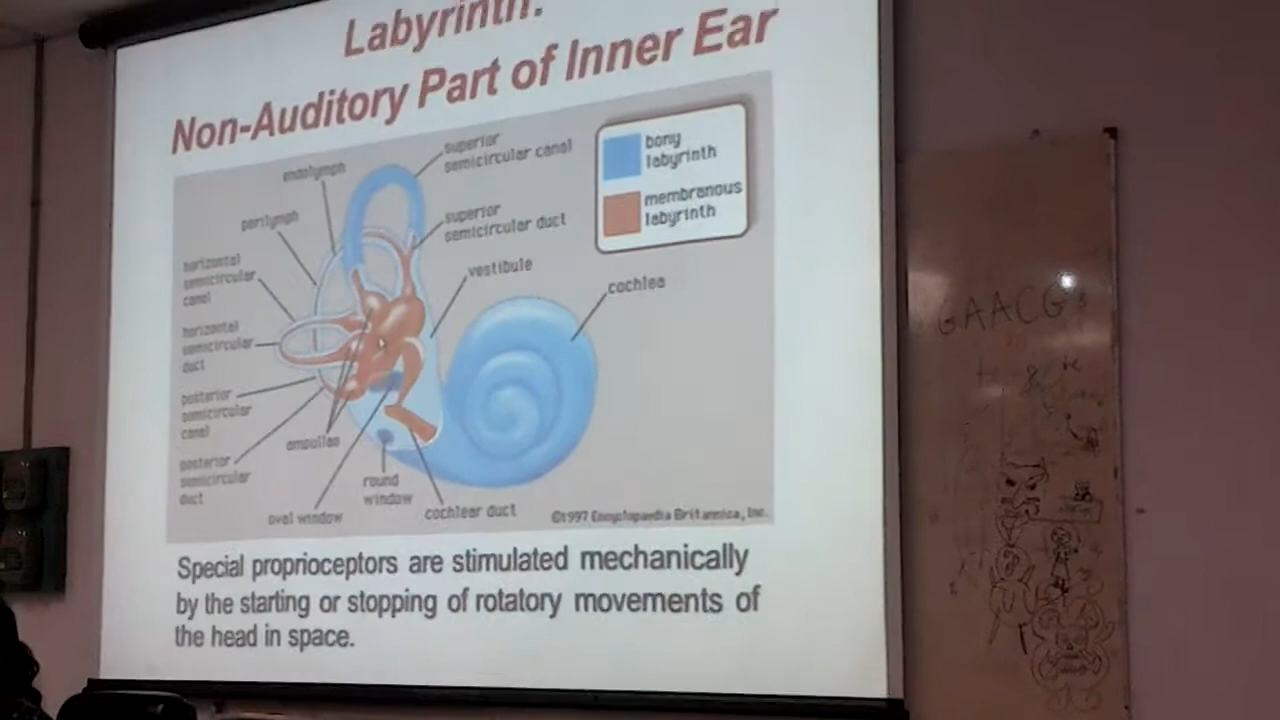 Labyrinth:
Non-Auditory Part of Inner Ear
bony
labyrinth
membranous
labyrinth
superior
semicircular canal
endolymph
superior
semicircular duct
perilymph
vestibule
horizontal
semicircular
canal
cochlea
horizontal
semicircular
duct
posterior
semicircular
canal
ampullae
posterior
semicircular
duct
round
window
oval window
cochlear duct
©1997 Encyclopaedia Britannica, Inc.
Special proprioceptors are stimulated mechanically
by the starting or stopping of rotatory movements of
the head in space.
GAACG